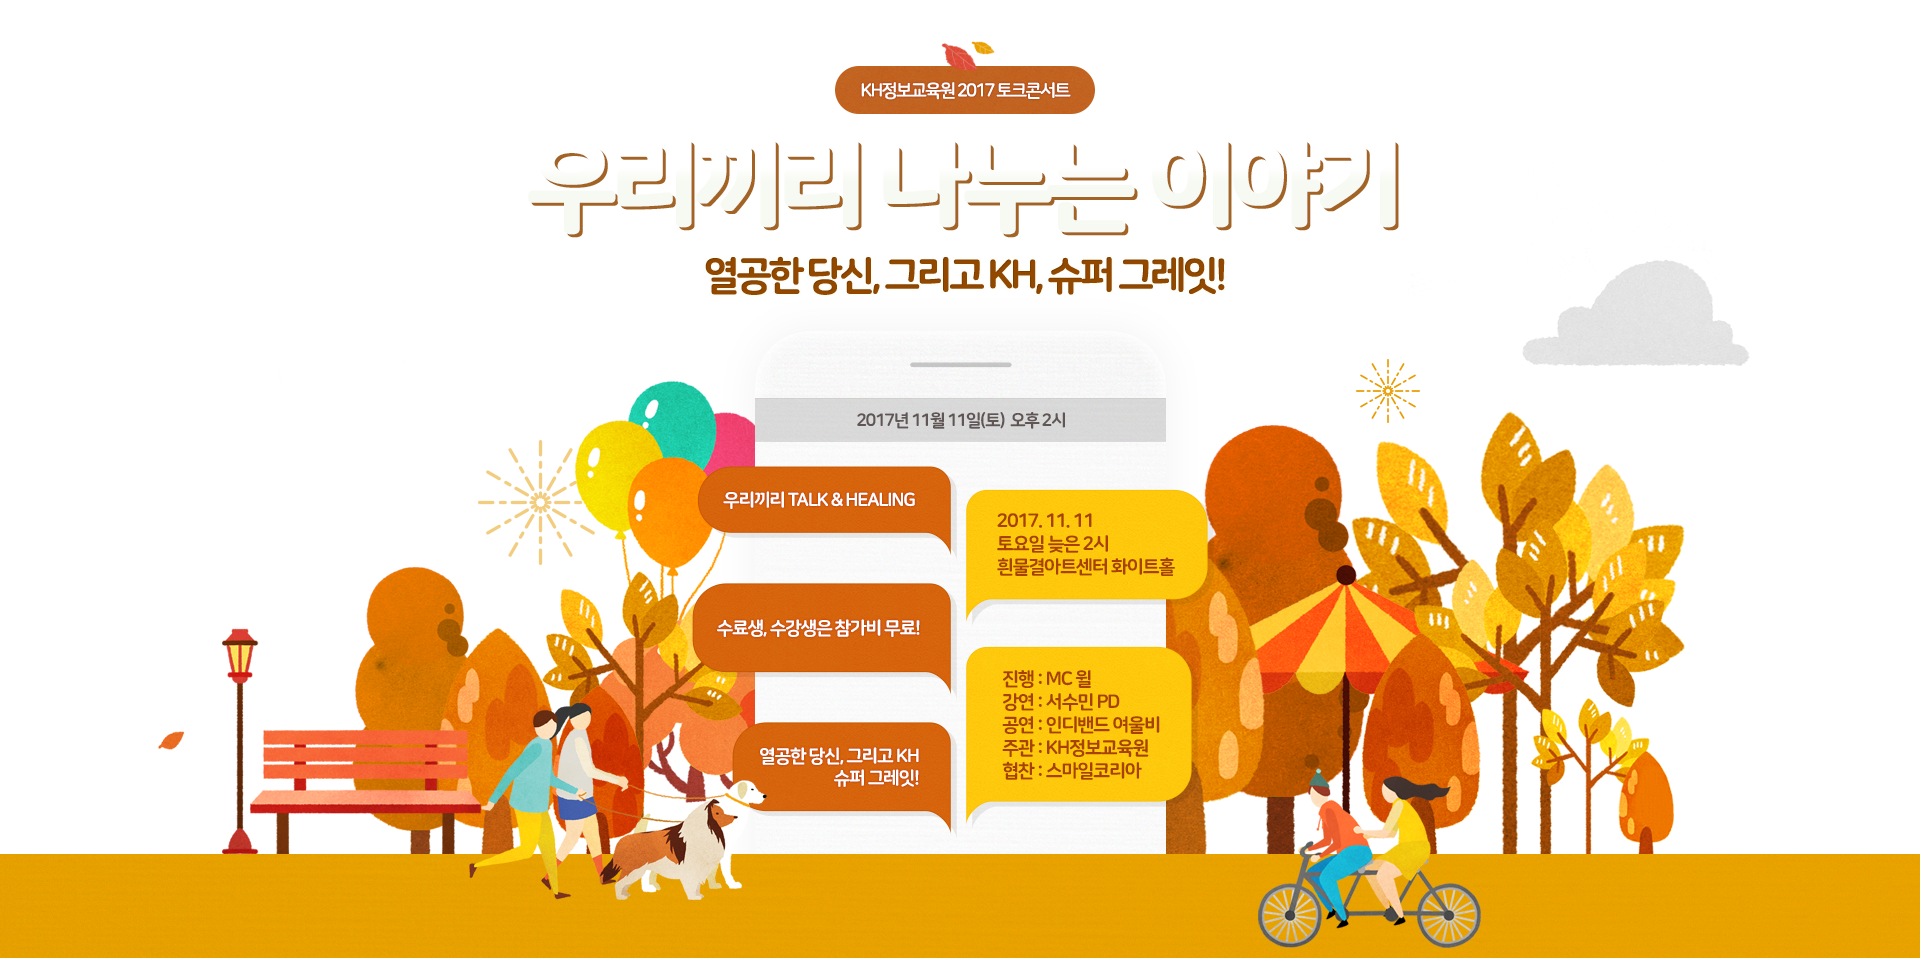 KH정보교육원 2017 토크콘서트
우리끼리 나누는 이야기
열공한 당신, 그리고 KH, 슈퍼 그레잇!
2017년 11월 11일(토) 오후 2시
우리끼리 TALK & HEALING
2017. 11. 11
토요일 늦은 2시
흰물결아트센터 화이트홀
수료생, 수강생은 참가비 무료!
진행 : MC 윌
강연 : 서수민 PD
공연 : 인디밴드 여울비
주관 : KH정보교육원
협찬 : 스마일코리아
열공한 당신, 그리고 KH
슈퍼 그레잇!